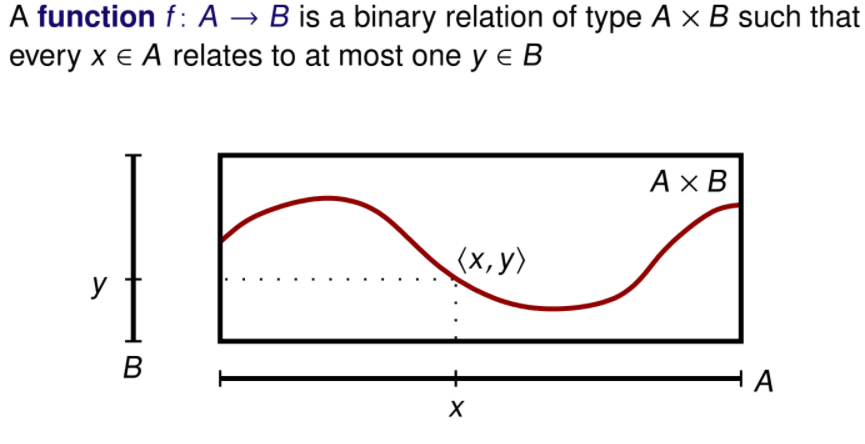 A function f: A → B is a binary relation of type A × B such that
every x ∈ A relates to at most one y ∈ B
A × B
⟨x, y⟩
y
B
A
x